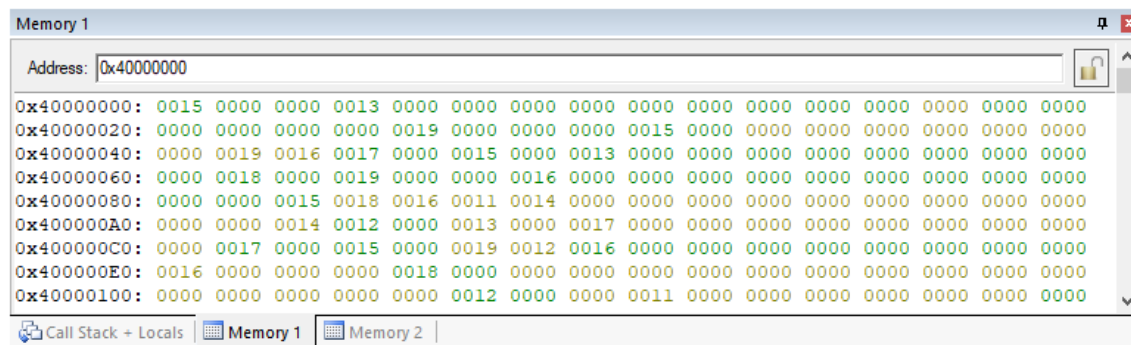 Memory 1
Address: 0x40000000
0x40000000: 0015 0000 0000 0013 0000 0000 0000 0000 0000 0000 0000 0000 0000 0000 0000 0000
0x40000020: 0000 0000 0000 0000 0019 0000 0000 0000 0015 0000 0000 0000 0000 0000 0000 0000
0x40000040: 0000 0019 0016 0017 0000 0015 0000 0013 0000 0000 0000 0000 0000 0000 0000 0000
0x40000060: 0000 0018 0000 0019 0000 0000 0016 0000 0000 0000 0000 0000 0000 0000 0000 0000
0x40000080: 0000 0000 0015 0018 0016 0011 0014 0000 0000 0000 0000 0000 0000 0000 0000 0000
0x400000A0: 0000 0000 0014 0012 0000 0013 0000 0017 0000 0000 0000 0000 0000 0000 0000 0000
0x400000C0: 0000 0017 0000 0015 0000 0019 0012 0016 0000 0000 0000 0000 0000 0000 0000 0000
0x400000E0: 0016 0000 0000 0000 0018 0000 0000 0000 0000 0000 0000 0000 0000 0000 0000 0000
0x40000100: 0000 0000 0000 0000 0000 0012 0000 0000 0011 0000 0000 0000 0000 0000 0000 0000
Call Stack + Locals Memory 1 Memory 2